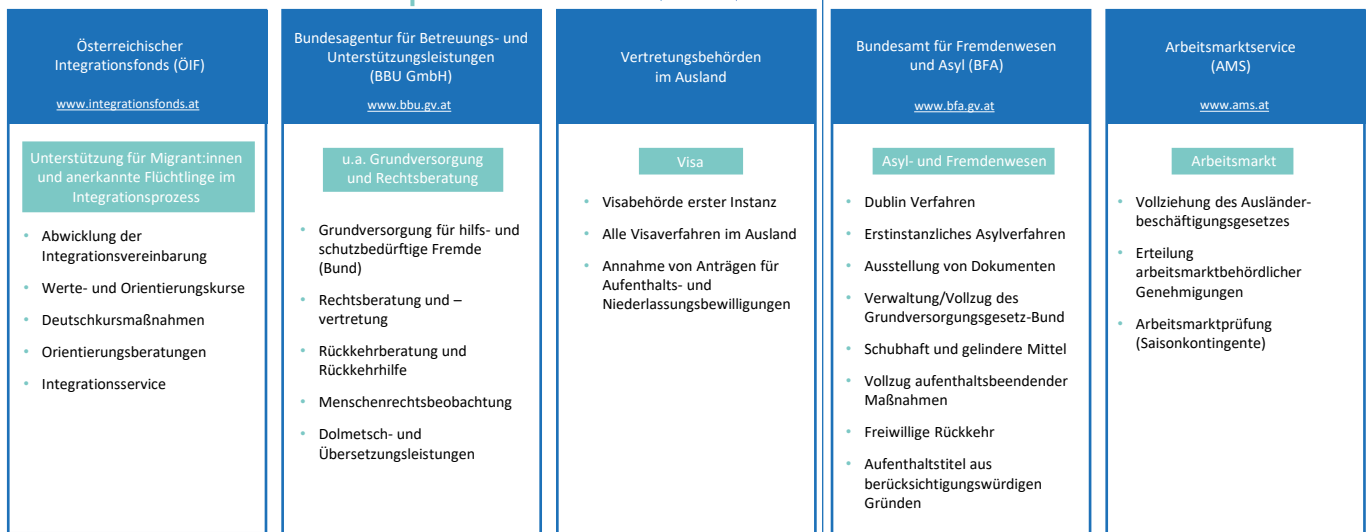 Österreichischer
Integrationsfonds (ÖIF)
www.integrationsfonds.at
Unterstützung für Migrant:innen
und anerkannte Flüchtlinge im
Integrationsprozess
• Abwicklung der
Integrationsvereinbarung
• Werte- und Orientierungskurse
• Deutschkursmaßnahmen
• Orientierungsberatungen
• Integrationsservice
Bundesagentur für Betreuungs- und
Unterstützungsleistungen
(BBU GmbH)
www.bbu.gv.at
u.a. Grundversorgung
und Rechtsberatung
• Grundversorgung für hilfs- und
schutzbedürftige Fremde
(Bund)
• Rechtsberatung und –
vertretung
• Rückkehrberatung und
Rückkehrhilfe
• Menschenrechtsbeobachtung
• Dolmetsch- und
Übersetzungsleistungen
Vertretungsbehörden
im Ausland
Visa
• Visabehörde erster Instanz
• Alle Visaverfahren im Ausland
• Annahme von Anträgen für
Aufenthalts- und
Niederlassungsbewilligungen
Bundesamt für Fremdenwesen
und Asyl (BFA)
www.bfa.gv.at
Asyl- und Fremdenwesen
• Dublin Verfahren
• Erstinstanzliches Asylverfahren
• Ausstellung von Dokumenten
• Verwaltung/Vollzug des
Grundversorgungsgesetz-Bund
• Schubhaft und gelindere Mittel
• Vollzug aufenthaltsbeendender
Maßnahmen
• Freiwillige Rückkehr
• Aufenthaltstitel aus
berücksichtigungswürdigen
Gründen
Arbeitsmarktservice
(AMS)
www.ams.at
Arbeitsmarkt
• Vollziehung des Ausländer-
beschäftigungsgesetzes
• Erteilung
arbeitsmarktbehördlicher
Genehmigungen
• Arbeitsmarktprüfung
(Saisonkontingente)